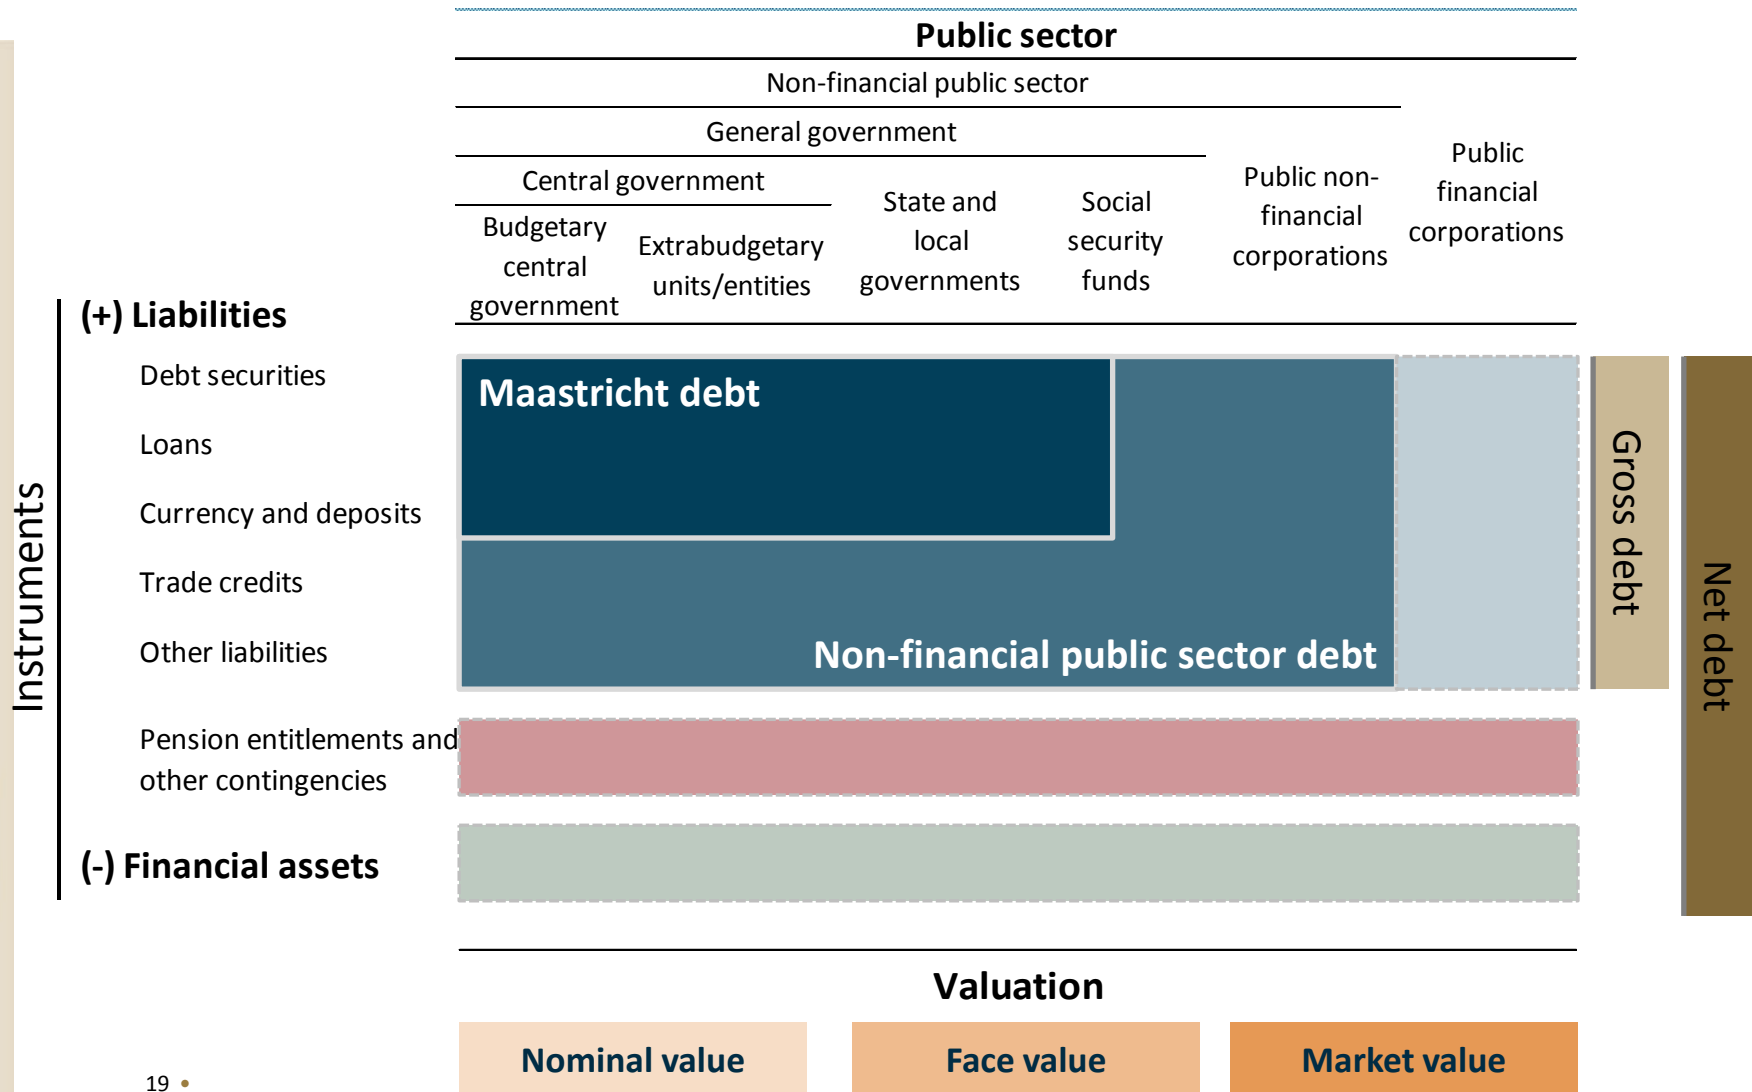 Public sector
Non-financial public sector
General government
Central government
Budgetary
central
government
Extrabudgetary
units/entities
State and
local
governments
Social
security
funds
Public non-
financial
corporations
Public
financial
corporations
Instruments
(+) Liabilities
Debt securities
Loans
Currency and deposits
Trade credits
Other liabilities
Pension entitlements and
other contingencies
(-) Financial assets
Maastricht debt
Non-financial public sector debt
Gross debt
Net debt
Valuation
Nominal value
Face value
Market value
19 •